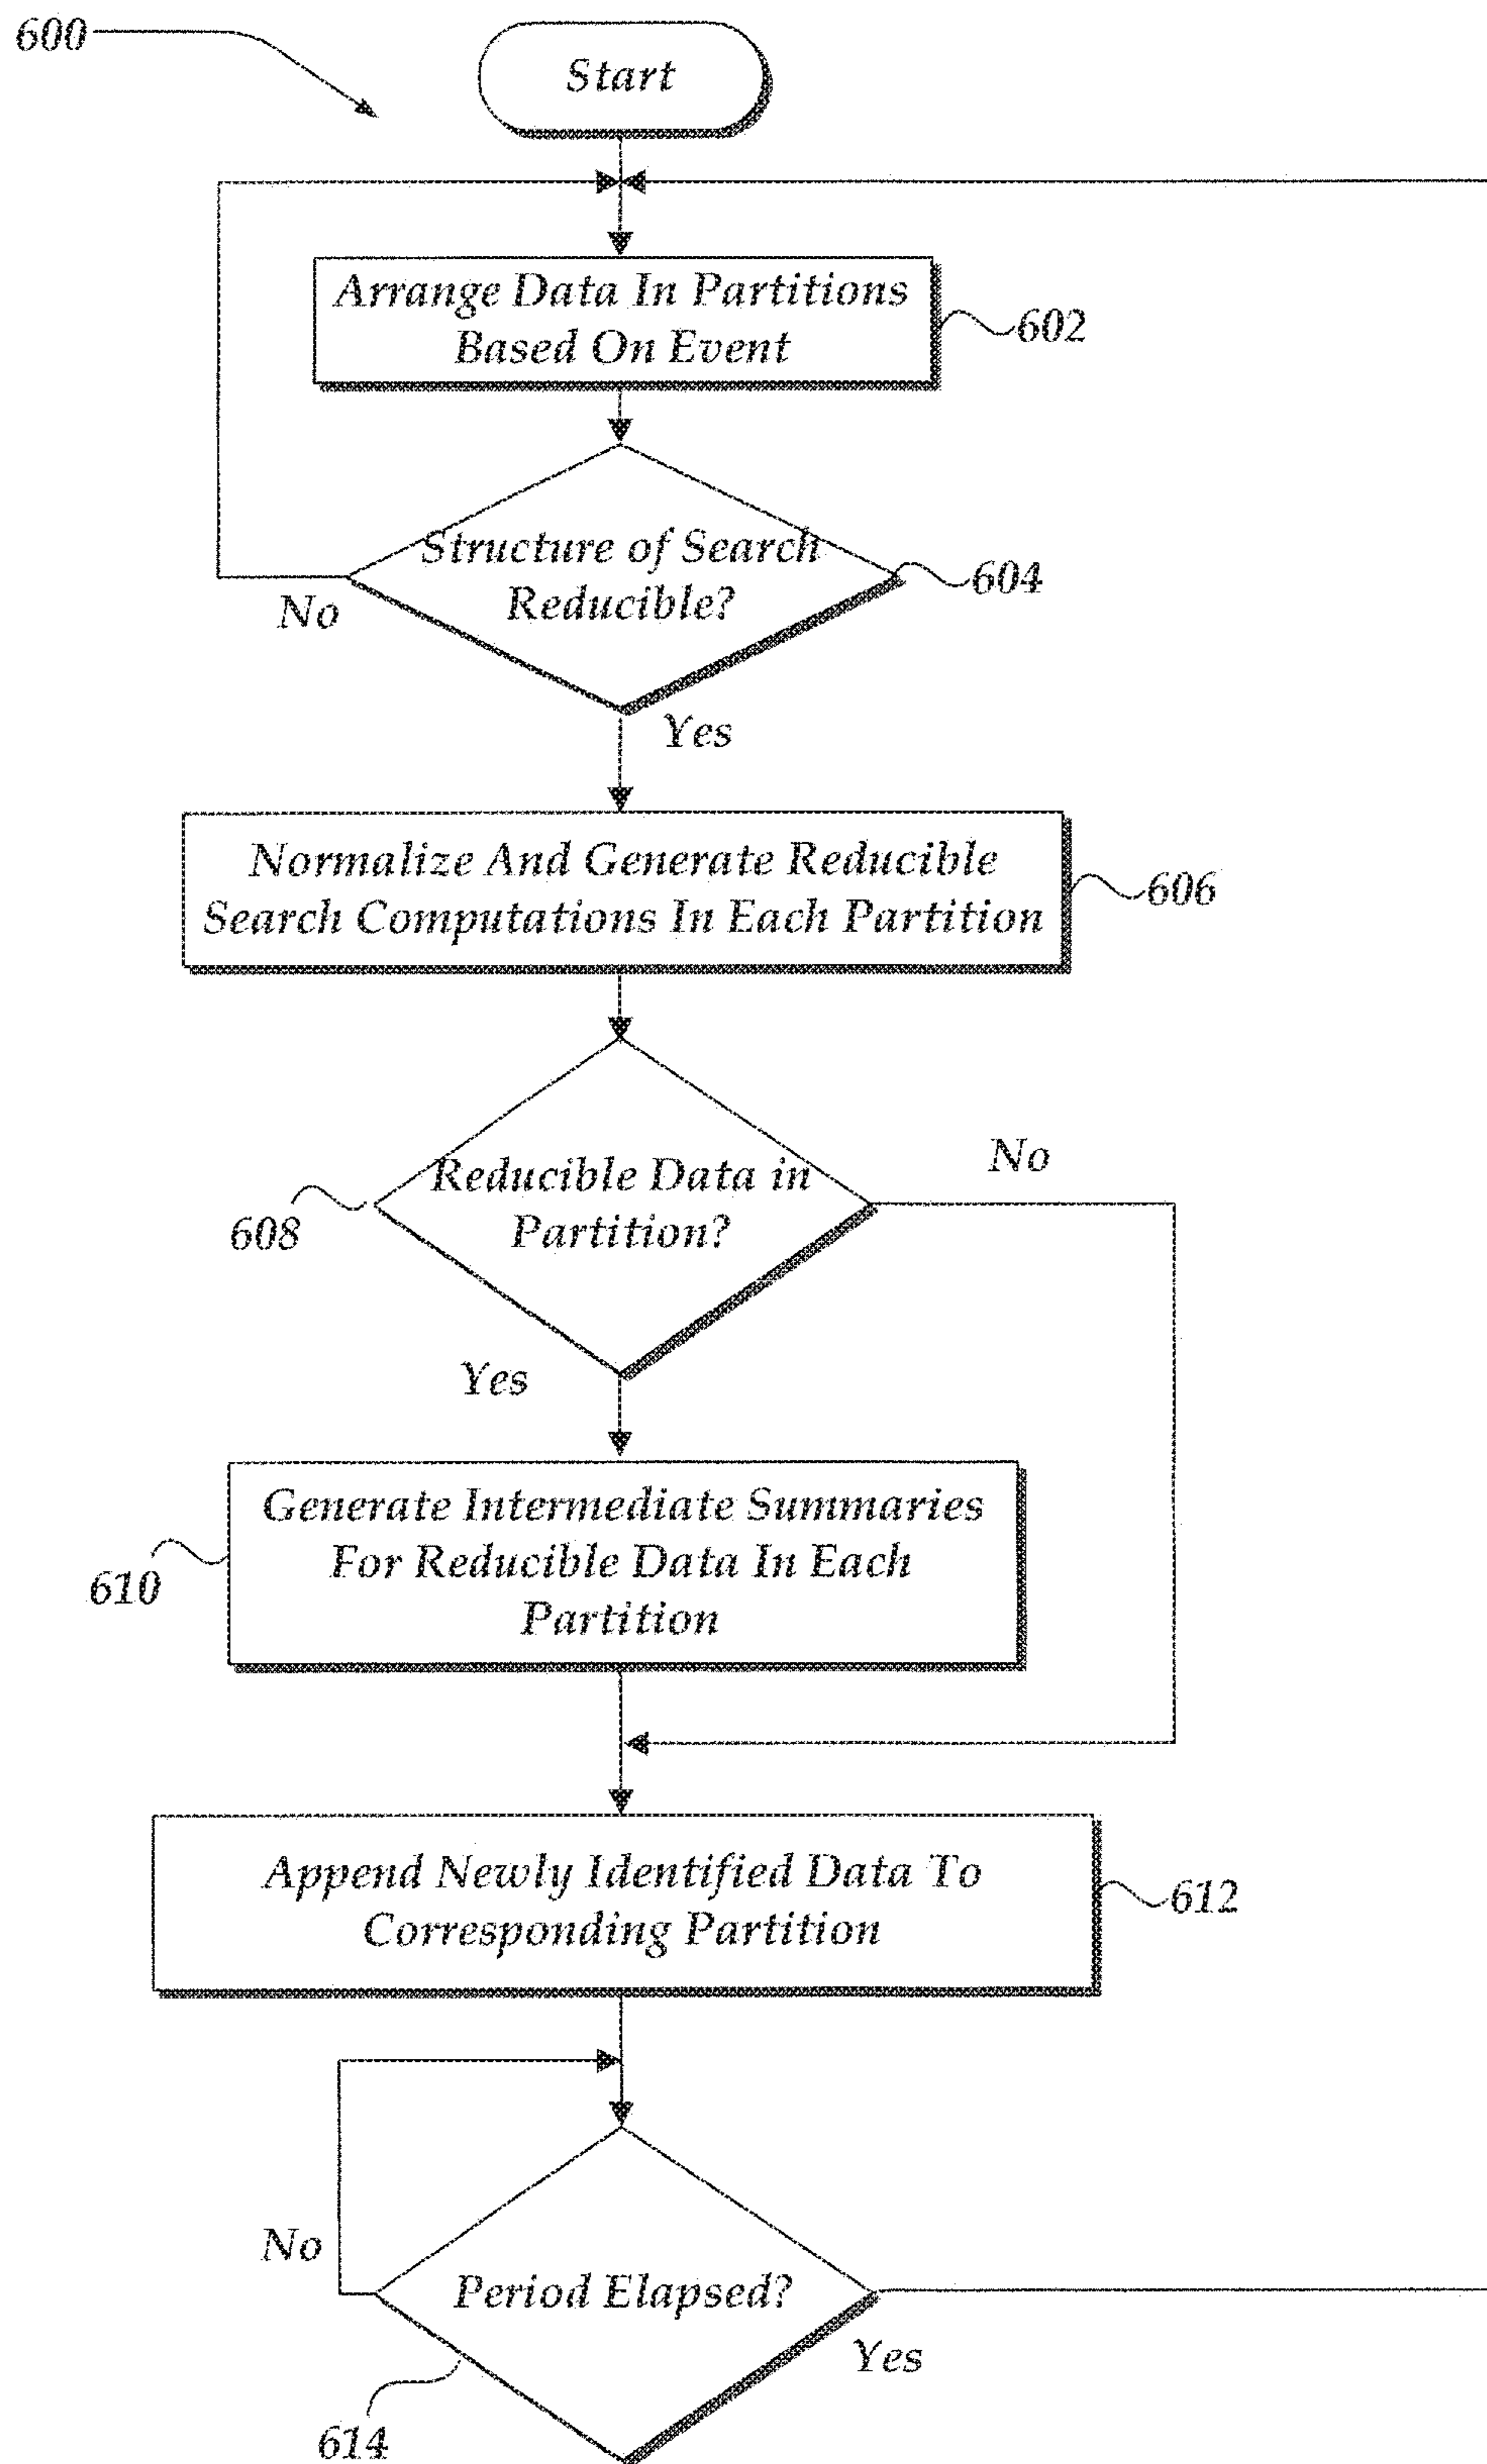 600
Start
Arrange Data In Partitions
Based On Event
602
Structure of Search
Reducible?
604
No
Yes
Normalize And Generate Reducible
Search Computations In Each Partition
606
Reducible Data in
Partition?
No
608
Yes
Generate Intermediate Summaries
For Reducible Data In Each
Partition
610
Append Newly Identified Data To
Corresponding Partition
612
No
Period Elapsed?
Yes
614